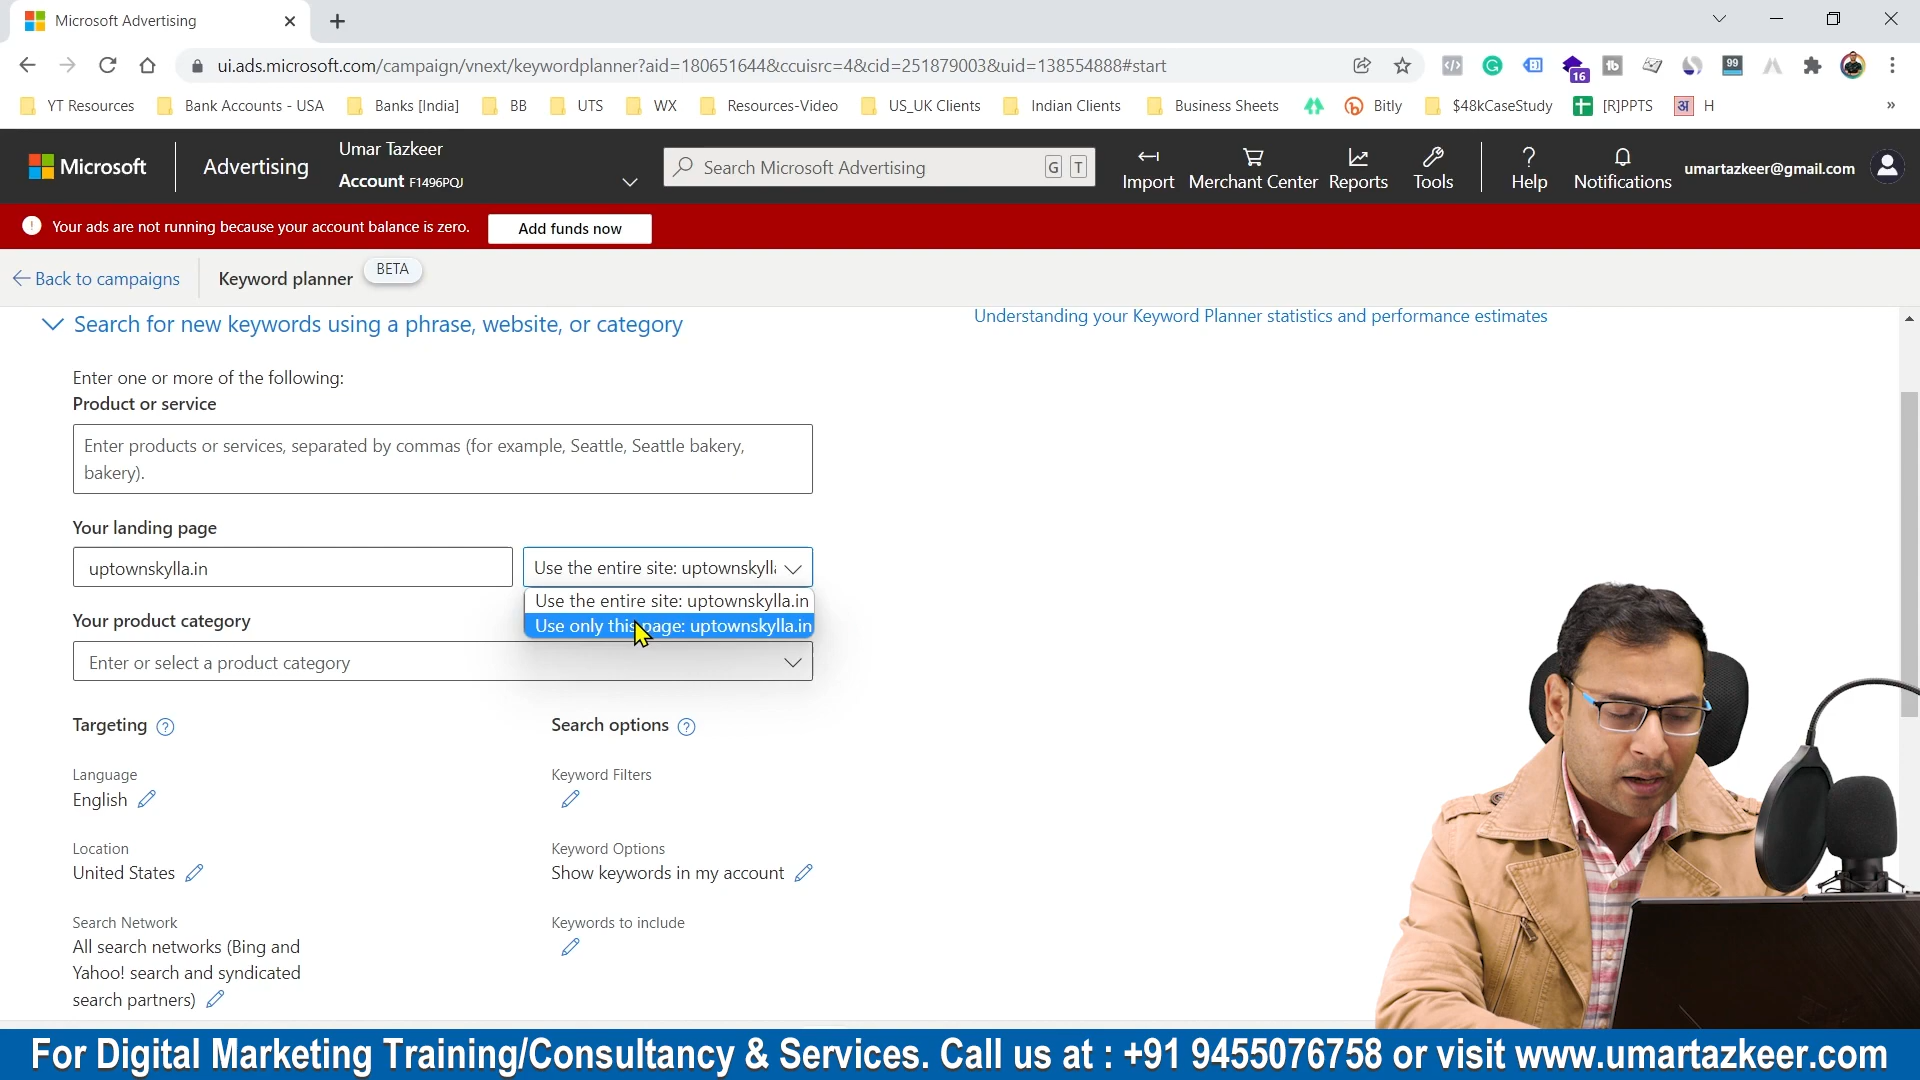 Microsoft Advertising
ui.ads.microsoft.com/campaign/vnext/keywordplanner?aid=180651644&ccuisrc=4&cid=251879003&uid=138554888#start
16
99
YT Resources
Bank Accounts - USA
Banks [India]
BB
UTS
WX
Resources-Video
US_UK Clients
Indian Clients
Business Sheets
Bitly
$48kCaseStudy
[R]PPTS
अ
H
»
Microsoft
Advertising
Umar Tazkeer
Account F1496PQJ
Search Microsoft Advertising
G
T
Import
Merchant Center
Reports
Tools
Help
Notifications
umartazkeer@gmail.com
Your ads are not running because your account balance is zero.
Add funds now
Back to campaigns
Keyword planner
BETA
Search for new keywords using a phrase, website, or category
Understanding your Keyword Planner statistics and performance estimates
Enter one or more of the following:
Product or service
Enter products or services, separated by commas (for example, Seattle, Seattle bakery,
bakery).
Your landing page
uptownskylla.in
Use the entire site: uptownskylla
Use the entire site: uptownskylla.in
Use only this page: uptownskylla.in
Your product category
Enter or select a product category
Targeting
Search options
Language
English
Keyword Filters
Location
United States
Keyword Options
Show keywords in my account
Search Network
All search networks (Bing and
Yahoo! search and syndicated
search partners)
Keywords to include
For Digital Marketing Training/Consultancy & Services. Call us at : +91 9455076758 or visit www.umartazkeer.com